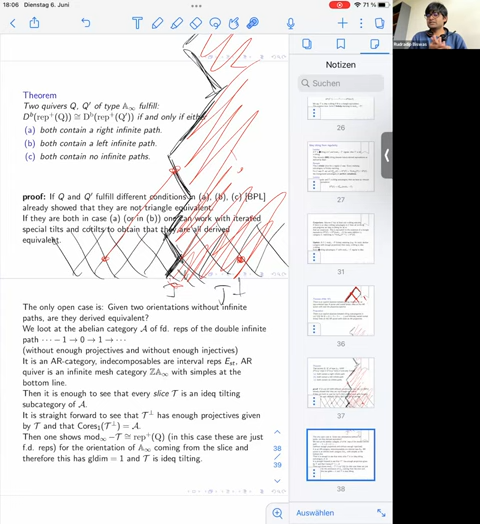 18:06 Dienstag 6. Juni
71 %
Theorem
Two quivers Q, Q′ of type 𝔸∞ fulfill:
Dᵇ(rep⁺(Q)) ≅ Dᵇ(rep⁺(Q′)) if and only if either
(a) both contain a right infinite path.
(b) both contain a left infinite path.
(c) both contain no infinite paths.
proof: If Q and Q′ fulfill different conditions in (a), (b), (c) [BPL]
already showed that they are not triangle equivalent.
If they are both in case (a) (or in (b)) one can work with iterated
special tilts and cotilts to obtain that they are all derived
equivalent.
The only open case is: Given two orientations without infinite
paths, are they derived equivalent?
We loot at the abelian category 𝒜 of fd. reps of the double infinite
path ··· − 1 → 0 → 1 → ···
(without enough projectives and without enough injectives)
It is an AR-category, indecomposables are interval reps Eₛₜ, AR
quiver is an infinite mesh category ℤ𝔸∞ with simples at the
bottom line.
Then it is enough to see that every slice 𝒯 is an ideq tilting
subcategory of 𝒜.
It is straight forward to see that 𝒯⊥ has enough projectives given
by 𝒯 and that Cores₁(𝒯⊥) = 𝒜.
Then one shows mod∞ −𝒯 ≅ rep⁺(Q) (in this case these are just
f.d. reps) for the orientation of 𝔸∞ coming from the slice and
therefore this has gldim = 1 and 𝒯 is ideq tilting.
38
39
Notizen
Suchen
26
27
31
36
37
38
Auswählen